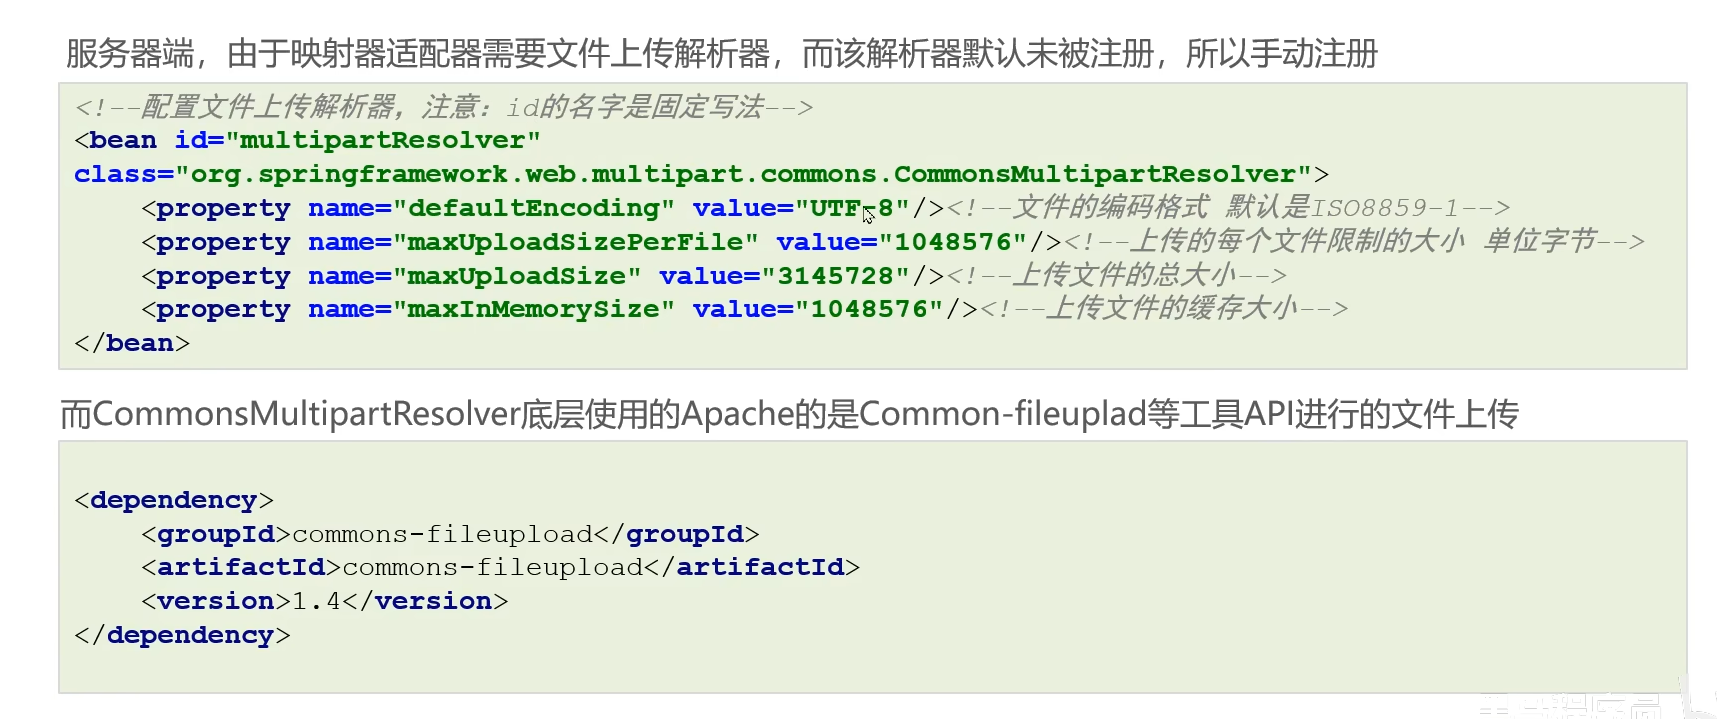 服务器端，由于映射器适配器需要文件上传解析器，而该解析器默认未被注册，所以手动注册
<!--配置文件上传解析器，注意：id的名字是固定写法-->
<bean id="multipartResolver"
class="org.springframework.web.multipart.commons.CommonsMultipartResolver">
    <property name="defaultEncoding" value="UTF-8"/><!--文件的编码格式 默认是ISO8859-1-->
    <property name="maxUploadSizePerFile" value="1048576"/><!--上传的每个文件限制的大小 单位字节-->
    <property name="maxUploadSize" value="3145728"/><!--上传文件的总大小-->
    <property name="maxInMemorySize" value="1048576"/><!--上传文件的缓存大小-->
</bean>
而CommonsMultipartResolver底层使用的Apache的是Common-fileuplad等工具API进行的文件上传
<dependency>
    <groupId>commons-fileupload</groupId>
    <artifactId>commons-fileupload</artifactId>
    <version>1.4</version>
</dependency>